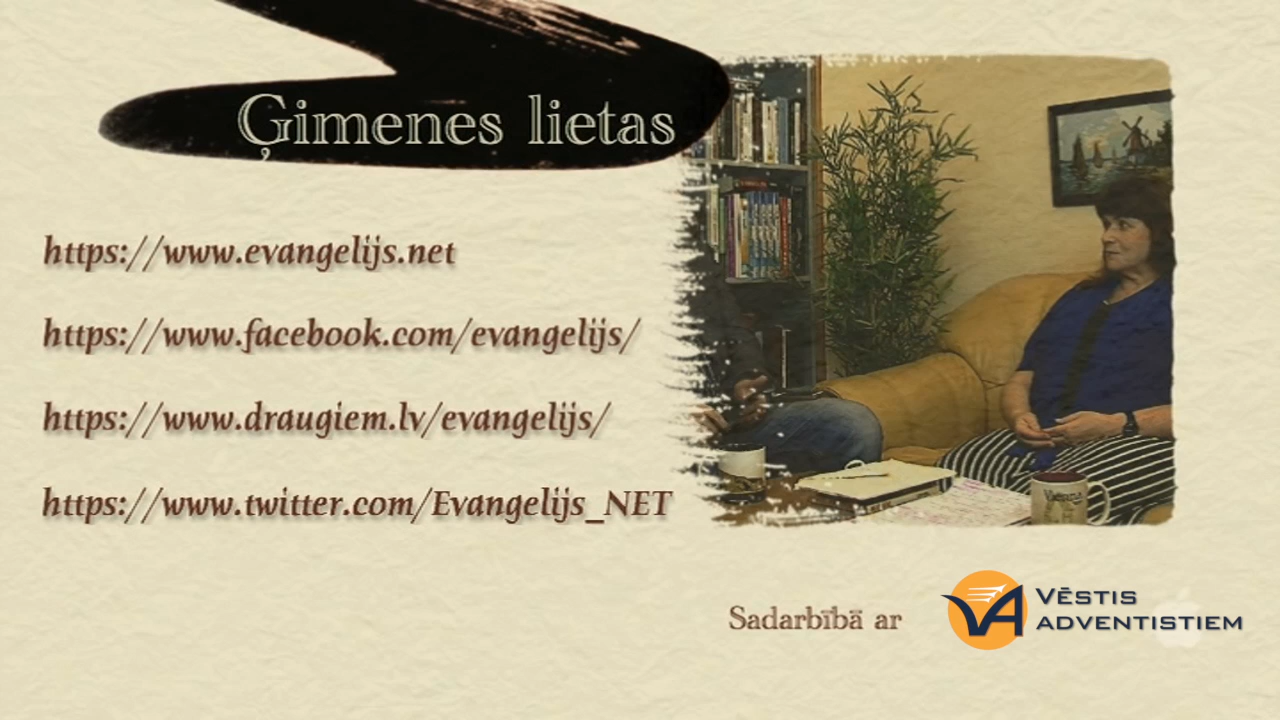 Ģimenes lietas
https://www.evangelijs.net
https://www.facebook.com/evangelijs/
https://www.draugiem.lv/evangelijs/
https://www.twitter.com/Evangelijs_NET
Sadarbībā ar
VĒSTIS
ADVENTISTIEM